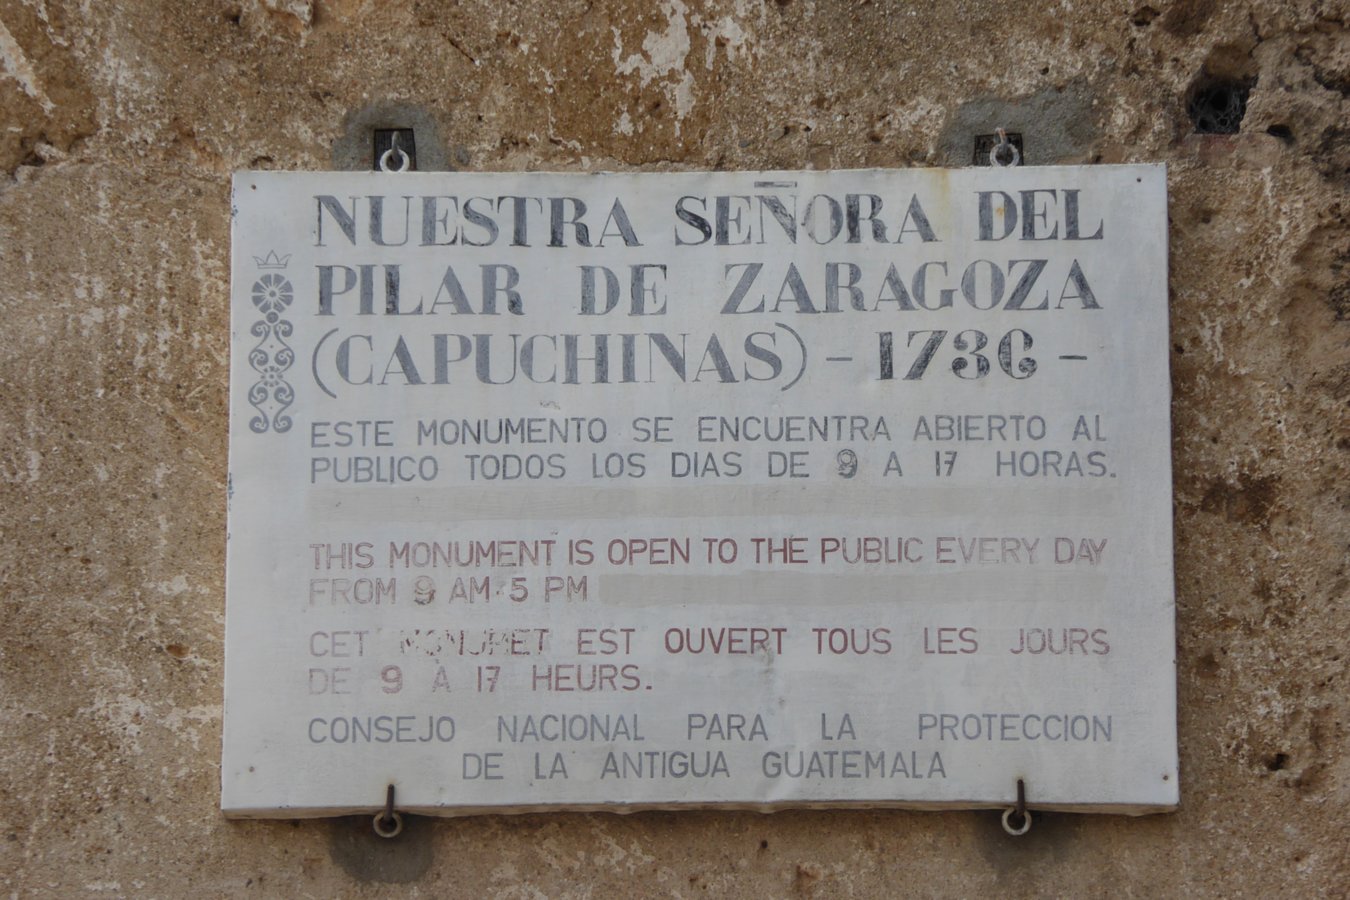 NUESTRA SEÑORA DEL
PILAR DE ZARAGOZA
(CAPUCHINAS) - 1736 -
ESTE MONUMENTO SE ENCUENTRA ABIERTO AL
PUBLICO TODOS LOS DIAS DE 9 A 17 HORAS.
THIS MONUMENT IS OPEN TO THE PUBLIC EVERY DAY
FROM 9 AM-5 PM
CET MONUMET EST OUVERT TOUS LES JOURS
DE 9 A 17 HEURS.
CONSEJO NACIONAL PARA LA PROTECCION
DE LA ANTIGUA GUATEMALA